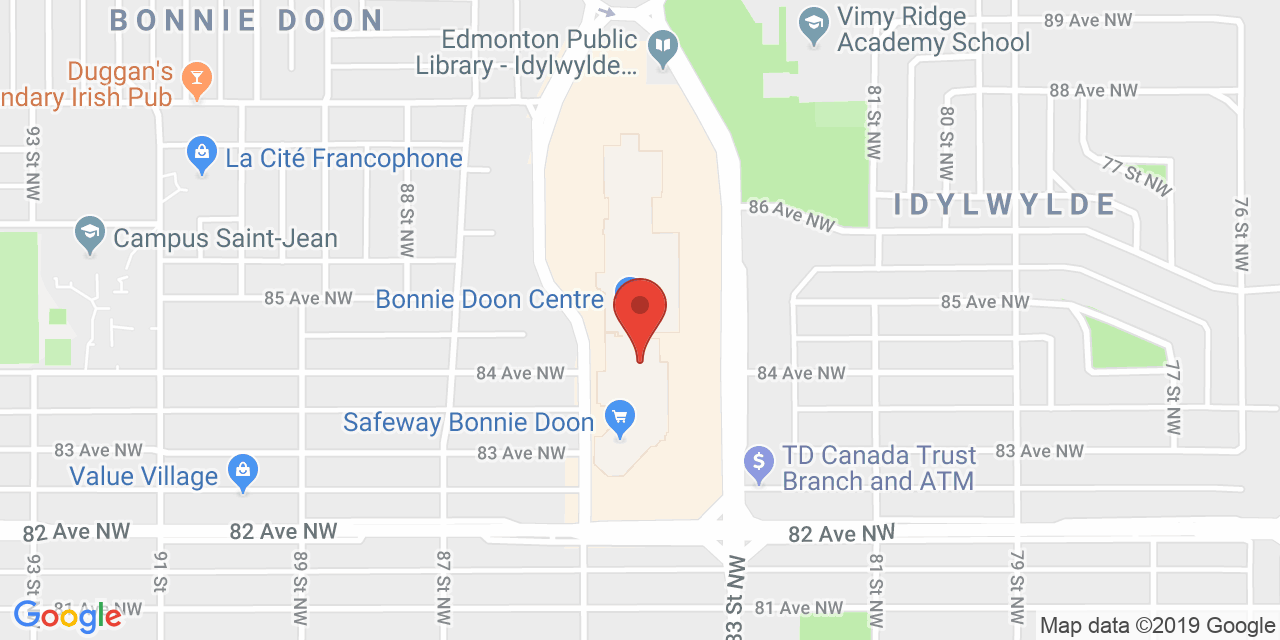 BONNIE DOON
Vimy Ridge
Academy School
89 Ave NW
Edmonton Public
Library - Idylwylde...
Duggan's
ndary Irish Pub
88 Ave NW
81 St NW
80 St NW
93 St NW
La Cité Francophone
77 St NW
88 St NW
86 Ave NW
IDYLWYLDE
76 St NW
Campus Saint-Jean
85 Ave NW
Bonnie Doon Centre
85 Ave NW
84 Ave NW
84 Ave NW
77 St NW
Safeway Bonnie Doon
83 Ave NW
83 Ave NW
83 Ave NW
Value Village
TD Canada Trust
Branch and ATM
82 Ave NW
82 Ave NW
82 Ave NW
93 St
91 St
89 St NW
87 St NW
83 St NW
81 St NW
79 St NW
81 Ave NW
81 Ave NW
Google
Map data ©2019 Google